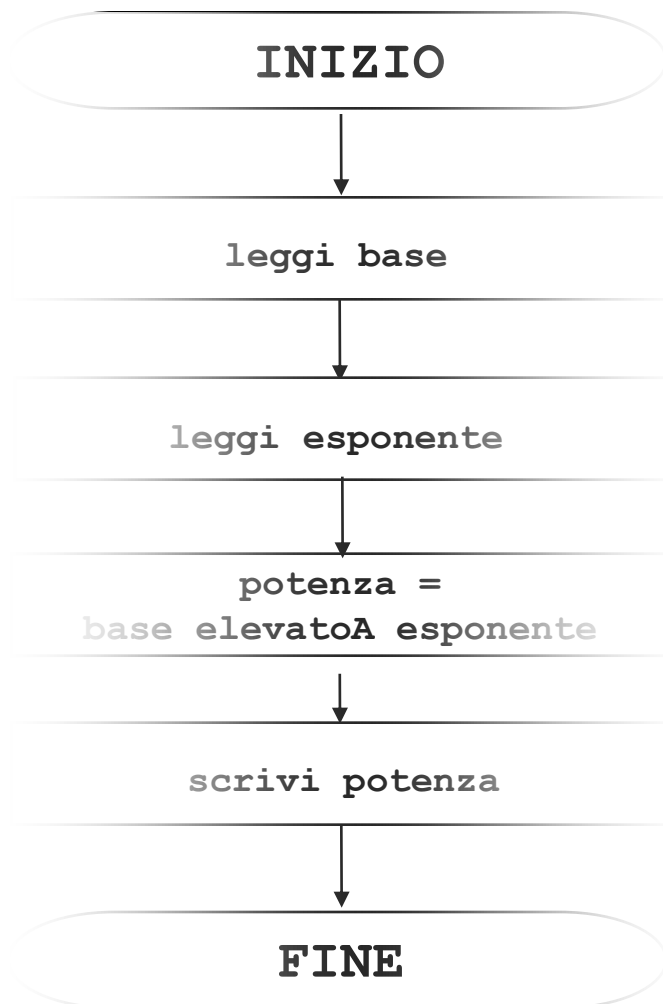 INIZIO
leggi base
leggi esponente
potenza =
base elevatoA esponente
scrivi potenza
FINE